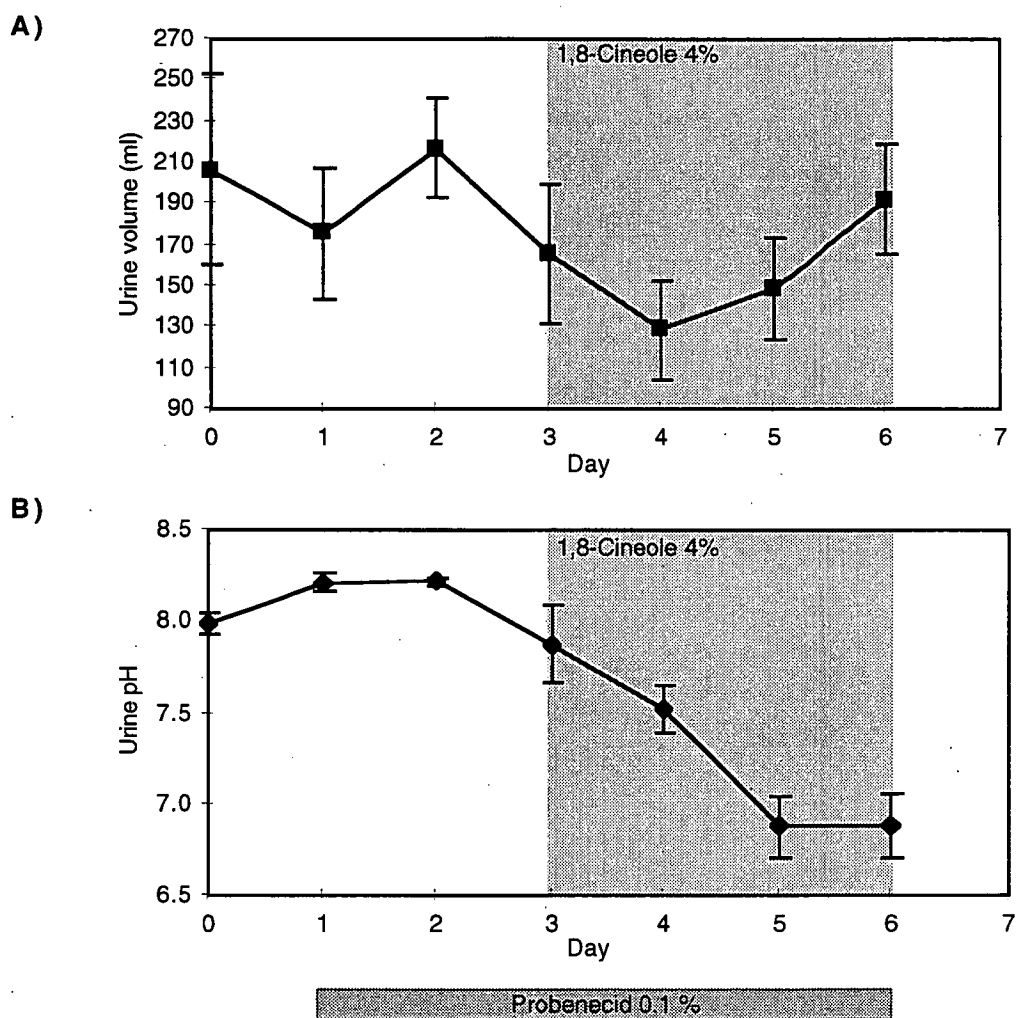 A)
270
250
230
210
190
170
150
130
110
90
Urine volume (ml)
1,8-Cineole 4%
0 1 2 3 4 5 6 7
Day
B)
8.5
8.0
7.5
7.0
6.5
Urine pH
1,8-Cineole 4%
0 1 2 3 4 5 6 7
Day
Probenecid 0.1 %